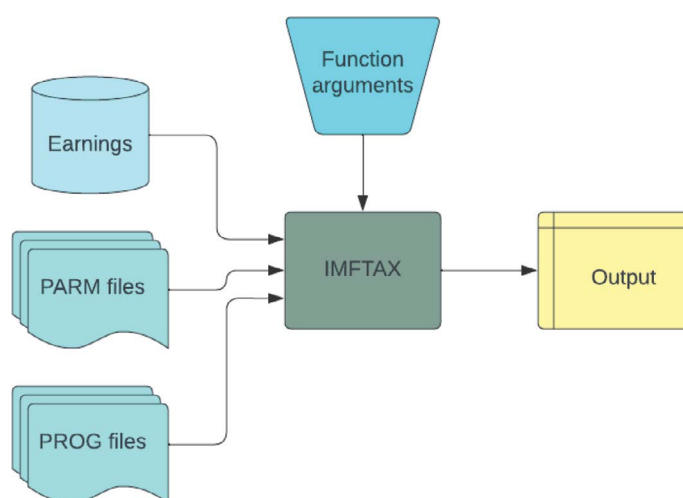 Function
arguments
Earnings
PARM files
IMFTAX
Output
PROG files